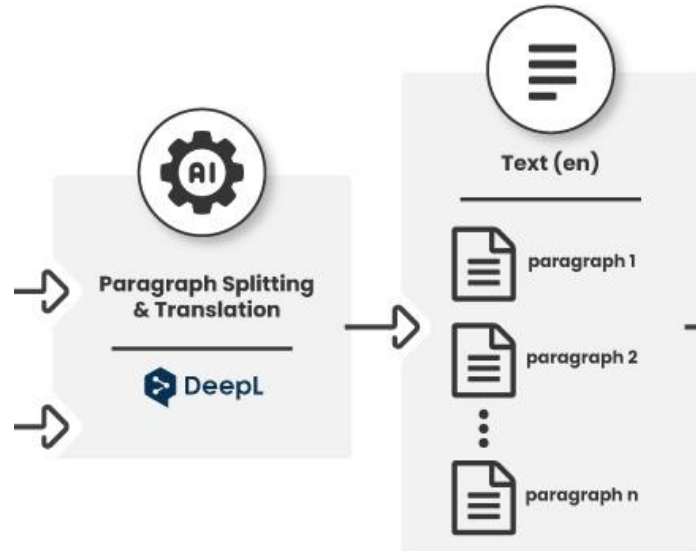 AI
Paragraph Splitting
& Translation
DeepL
Text (en)
paragraph 1
paragraph 2
paragraph n